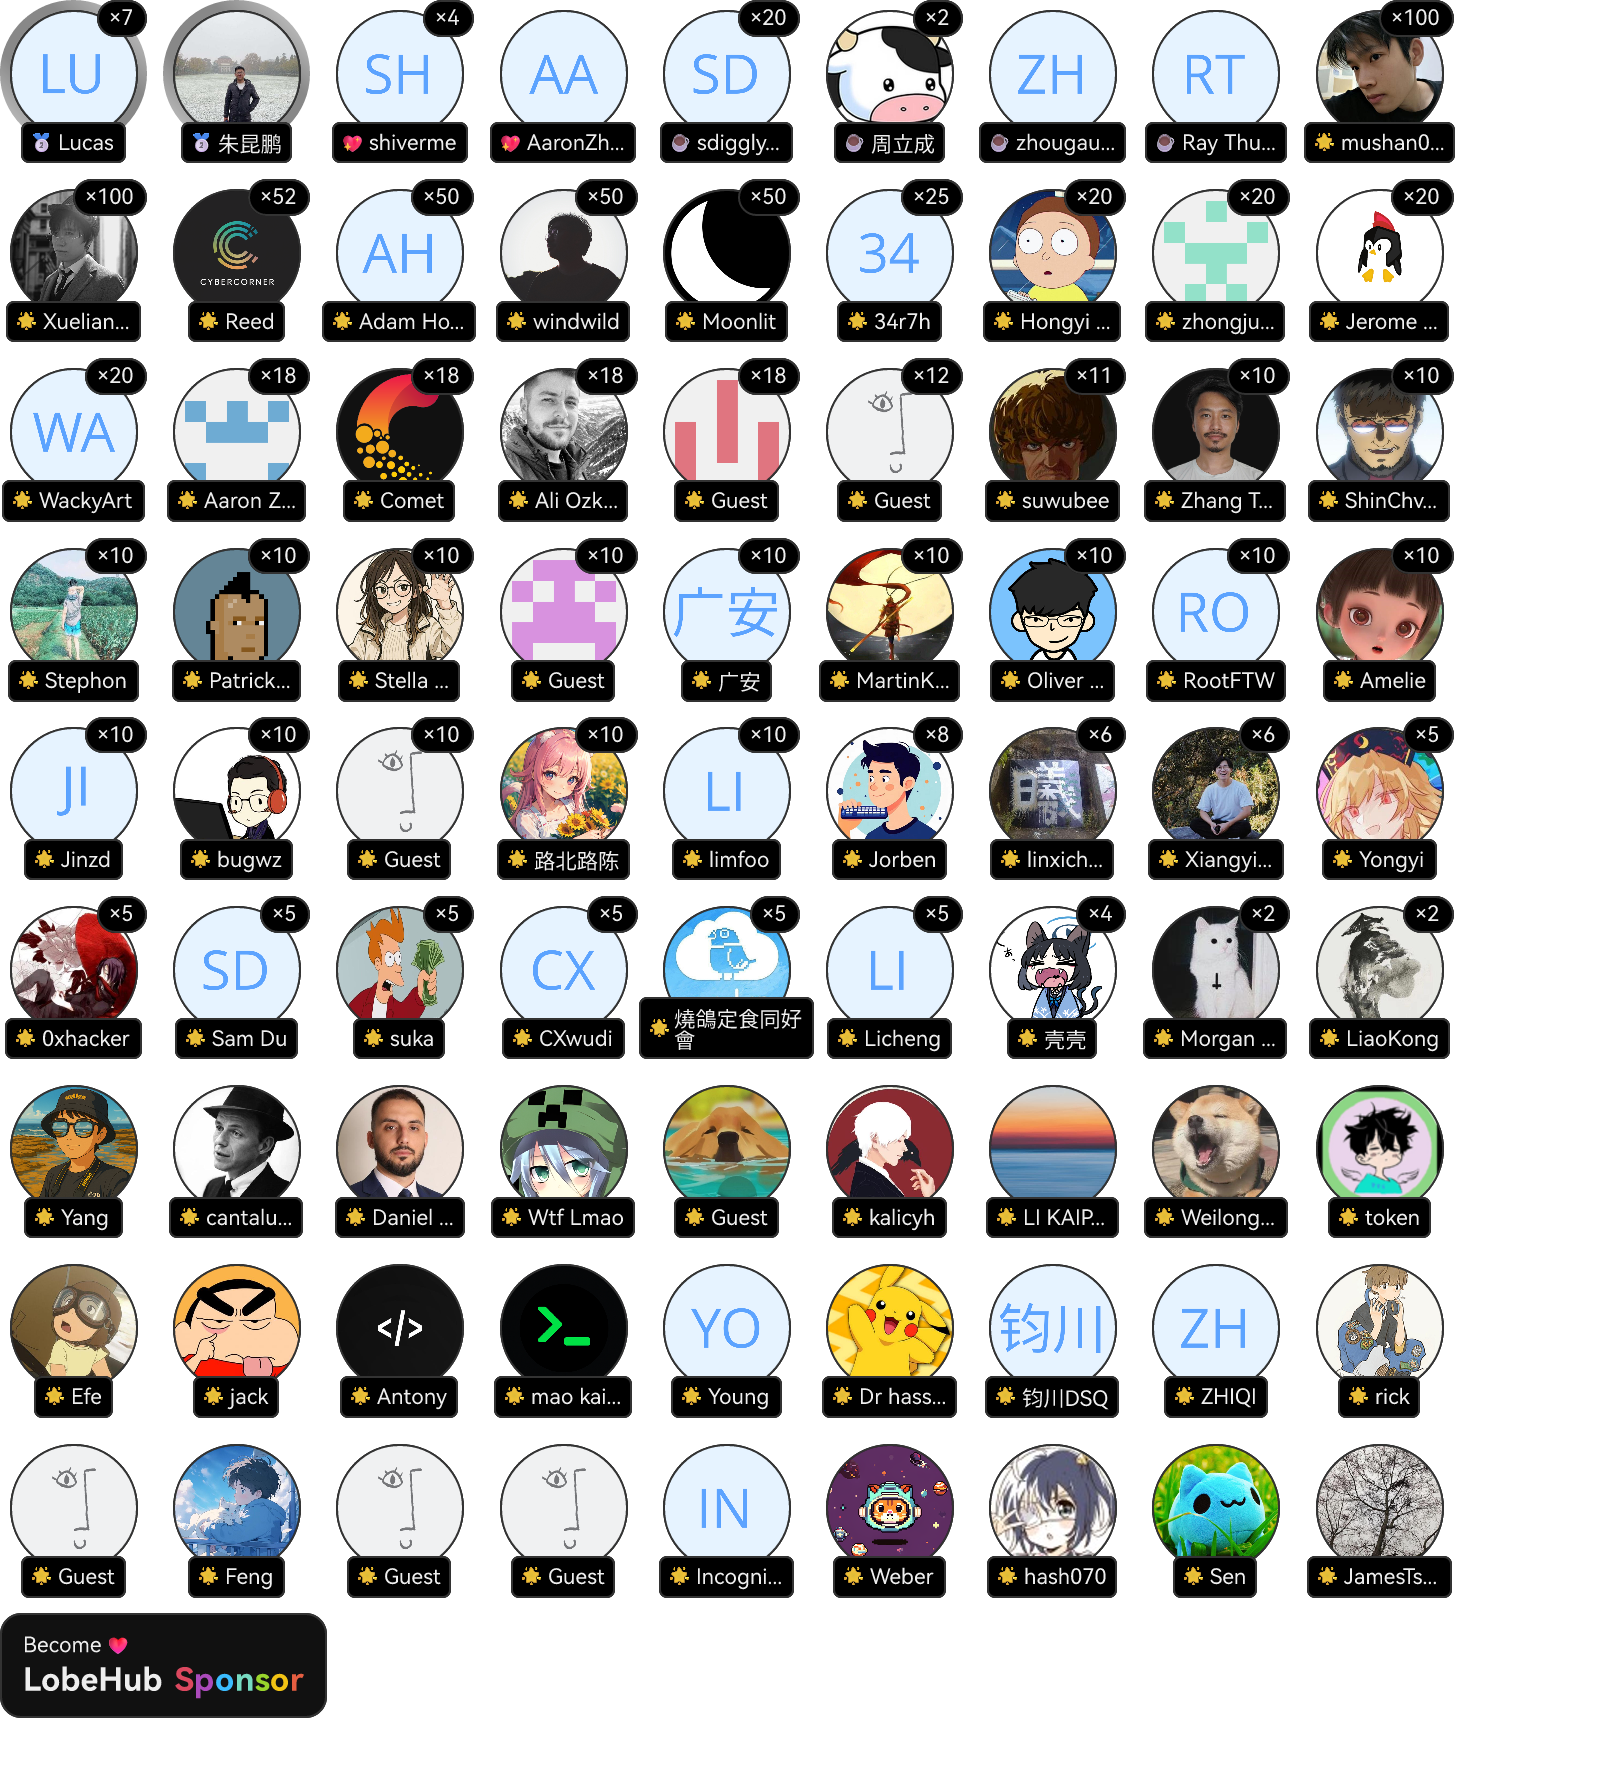 ×7
LU
Lucas
朱昆鹏
×4
SH
shiverme
AA
AaronZh...
×20
SD
sdiggly...
×2
周立成
ZH
zhougau...
RT
Ray Thu...
×100
mushan0...
×100
Xuelian...
×52
CYBERCORNER
Reed
×50
AH
Adam Ho...
×50
windwild
×50
Moonlit
×25
34
34r7h
×20
Hongyi ...
×20
zhongju...
×20
Jerome ...
×20
WA
WackyArt
×18
Aaron Z...
×18
Comet
×18
Ali Ozk...
×18
Guest
×12
Guest
×11
suwubee
×10
Zhang T...
×10
ShinChv...
×10
Stephon
×10
Patrick...
×10
Stella ...
×10
Guest
×10
广安
广安
×10
MartinK...
×10
Oliver ...
×10
RO
RootFTW
×10
Amelie
×10
JI
Jinzd
×10
bugwz
×10
Guest
×10
路北路陈
×10
LI
limfoo
×8
Jorben
×6
linxich...
×6
Xiangyi...
×5
Yongyi
×5
0xhacker
×5
SD
Sam Du
×5
suka
×5
CX
CXwudi
×5
燒鴿定食同好
會
×5
LI
Licheng
×4
壳壳
×2
Morgan ...
×2
LiaoKong
Yang
cantalu...
Daniel ...
Wtf Lmao
Guest
kalicyh
LI KAIP...
Weilong...
token
Efe
jack
</>
Antony
>_
mao kai...
YO
Young
Dr hass...
钧川
钧川DSQ
ZH
ZHIQI
rick
Guest
Feng
Guest
Guest
IN
Incogni...
Weber
hash070
Sen
JamesTs...
Become
LobeHub Sponsor